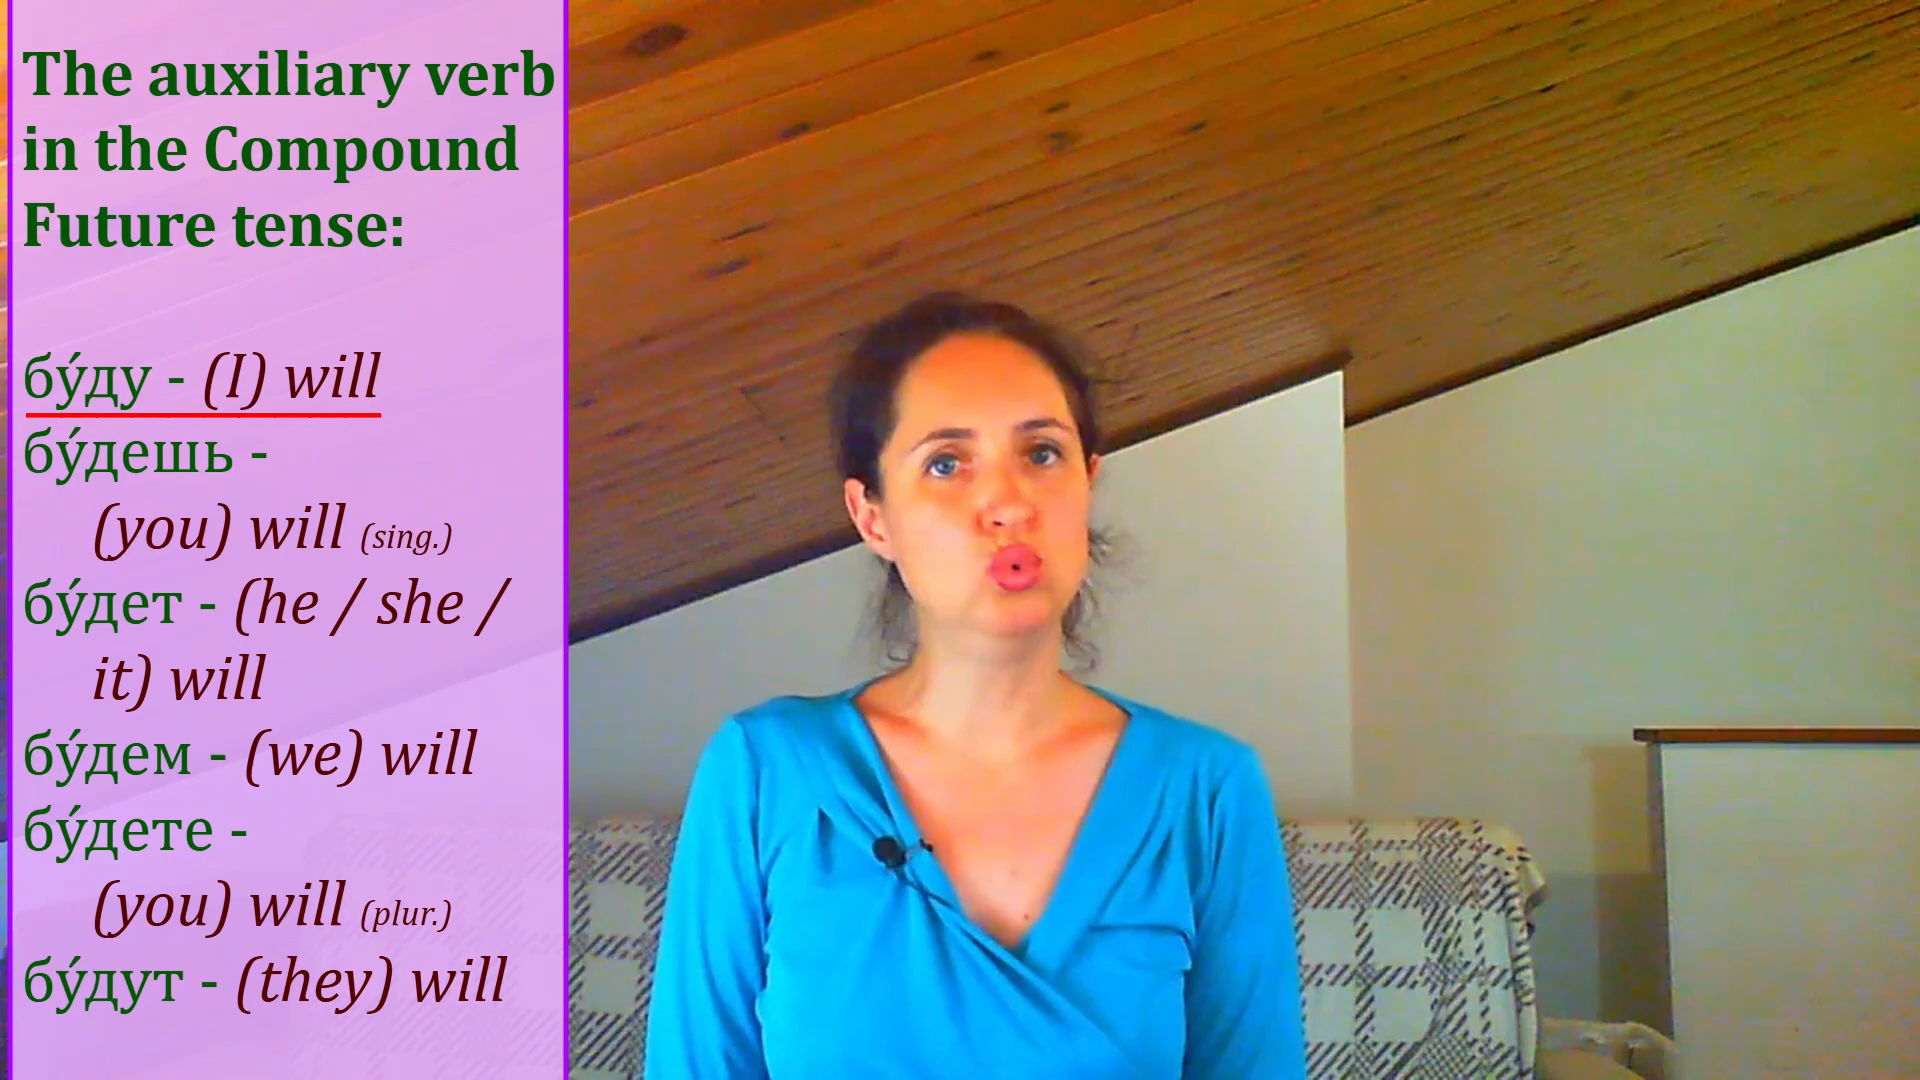 The auxiliary verb
in the Compound
Future tense:
бу́ду - (I) will
бу́дешь -
(you) will (sing.)
бу́дет - (he / she /
it) will
бу́дем - (we) will
бу́дете -
(you) will (plur.)
бу́дут - (they) will